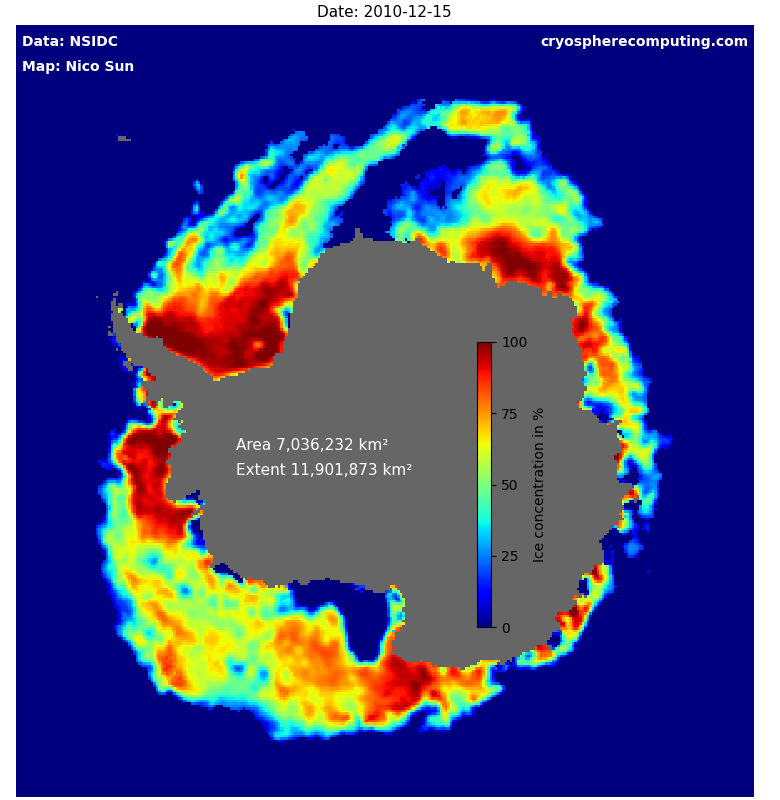 Date: 2010-12-15
Data: NSIDC
cryospherecomputing.com
Map: Nico Sun
100
75
50
25
0
Ice concentration in %
Area 7,036,232 km²
Extent 11,901,873 km²